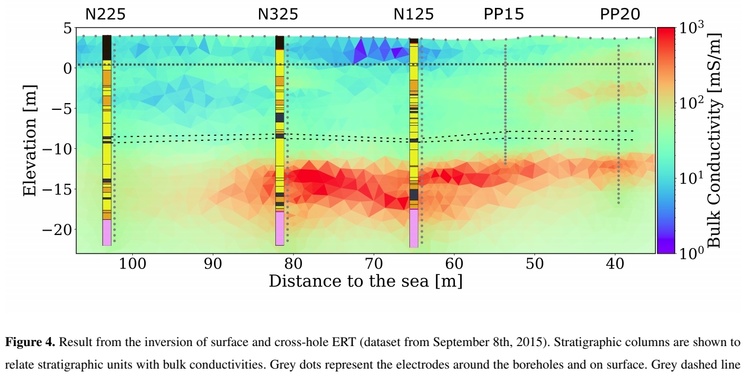 N225 N325 N125 PP15 PP20
5
0
−5
−10
−15
−20
Elevation [m]
100 90 80 70 60 50 40
Distance to the sea [m]
10³
10²
10¹
10⁰
Bulk Conductivity [mS/m]
Figure 4. Result from the inversion of surface and cross-hole ERT (dataset from September 8th, 2015). Stratigraphic columns are shown to
relate stratigraphic units with bulk conductivities. Grey dots represent the electrodes around the boreholes and on surface. Grey dashed line